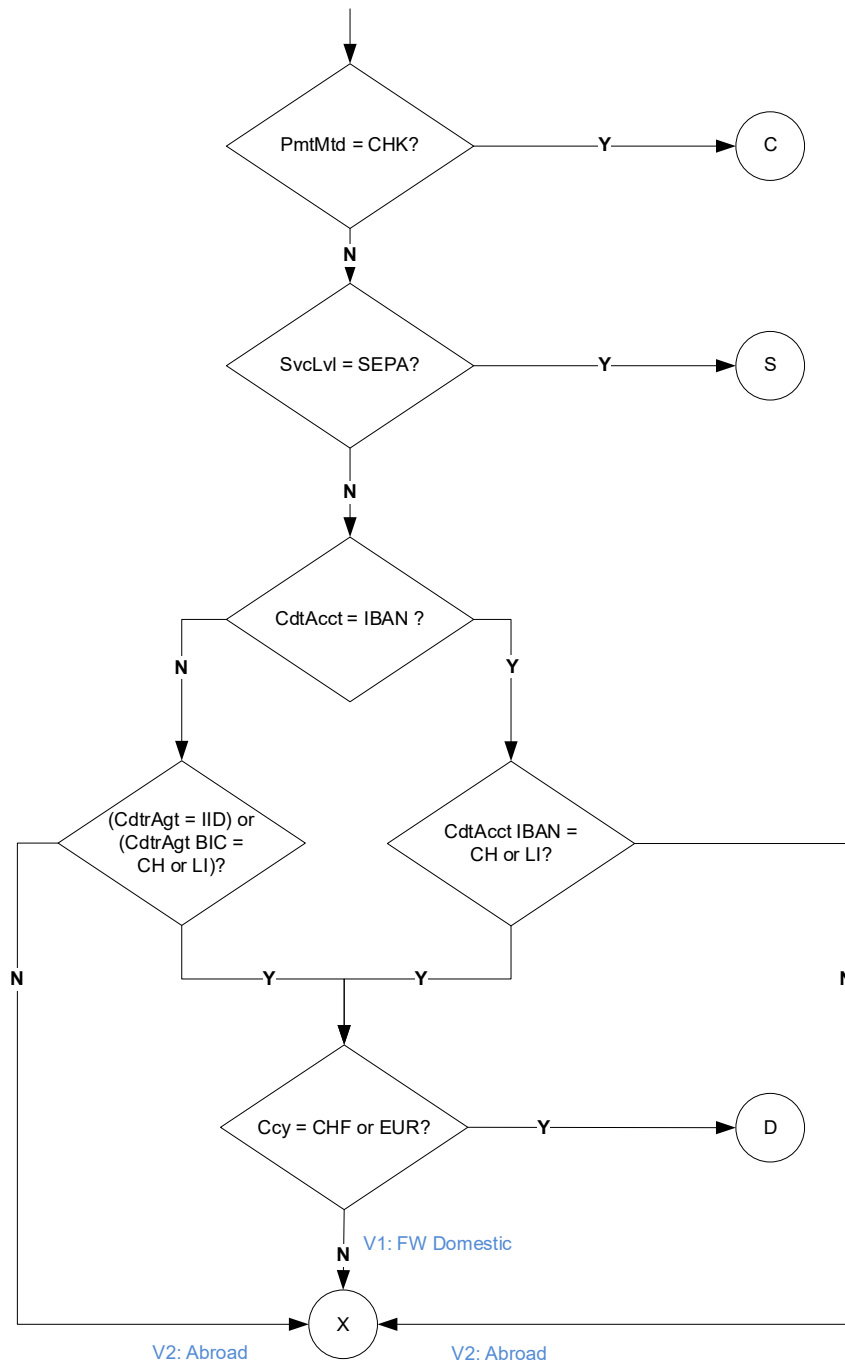 PmtMtd = CHK?
Y
C
N
SvcLvl = SEPA?
Y
S
N
CdtAcct = IBAN ?
N
Y
(CdtrAgt = IID) or
(CdtrAgt BIC =
CH or LI)?
CdtAcct IBAN =
CH or LI?
N
Y
Y
N
Ccy = CHF or EUR?
Y
D
V1: FW Domestic
N
X
V2: Abroad
V2: Abroad